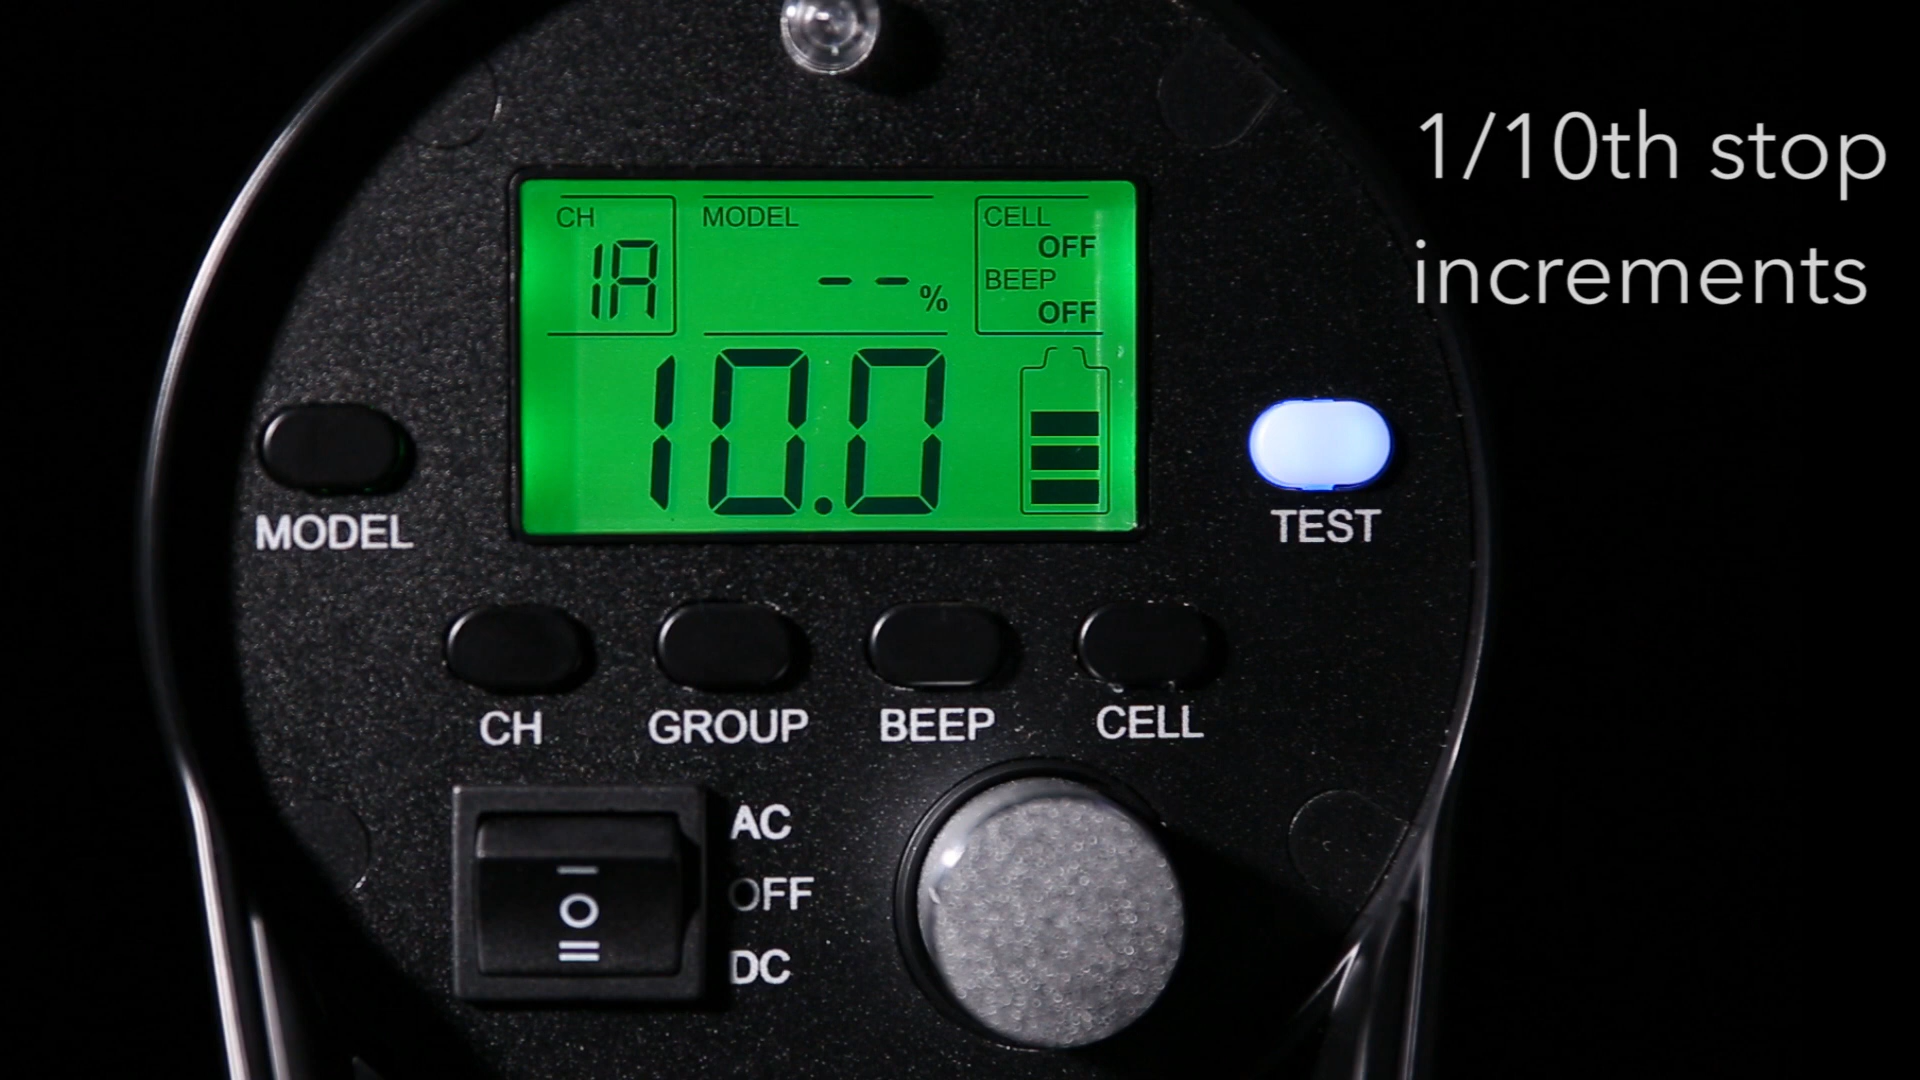 1/10th stop
increments
CH MODEL CELL
OFF
1A --% BEEP
OFF
10.0
MODEL
TEST
CH GROUP BEEP CELL
AC
OFF
DC